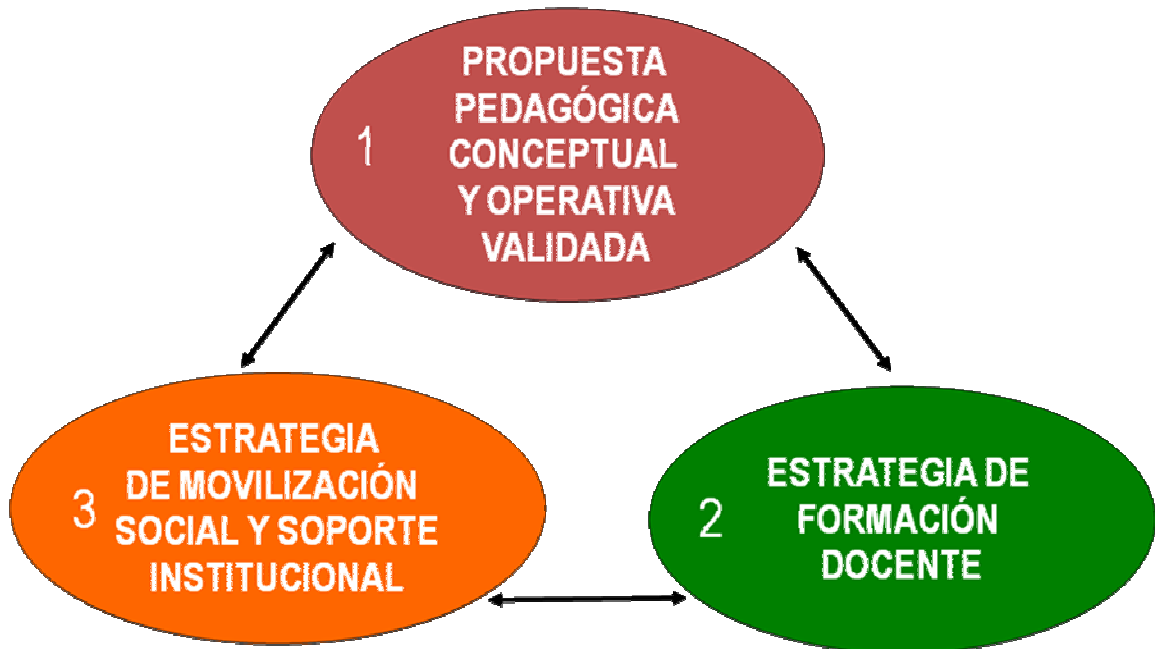 1
PROPUESTA
PEDAGÓGICA
CONCEPTUAL
Y OPERATIVA
VALIDADA
3
ESTRATEGIA
DE MOVILIZACIÓN
SOCIAL Y SOPORTE
INSTITUCIONAL
2
ESTRATEGIA DE
FORMACIÓN
DOCENTE